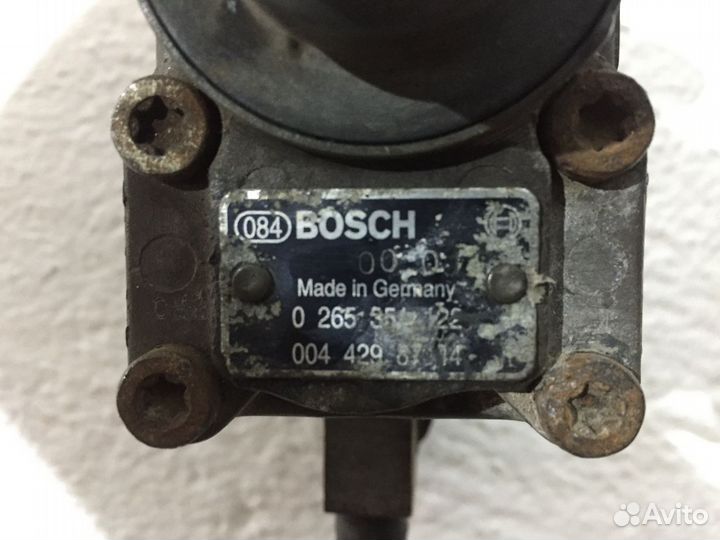 084 BOSCH
Made in Germany
0 265
004 429 14
Avito